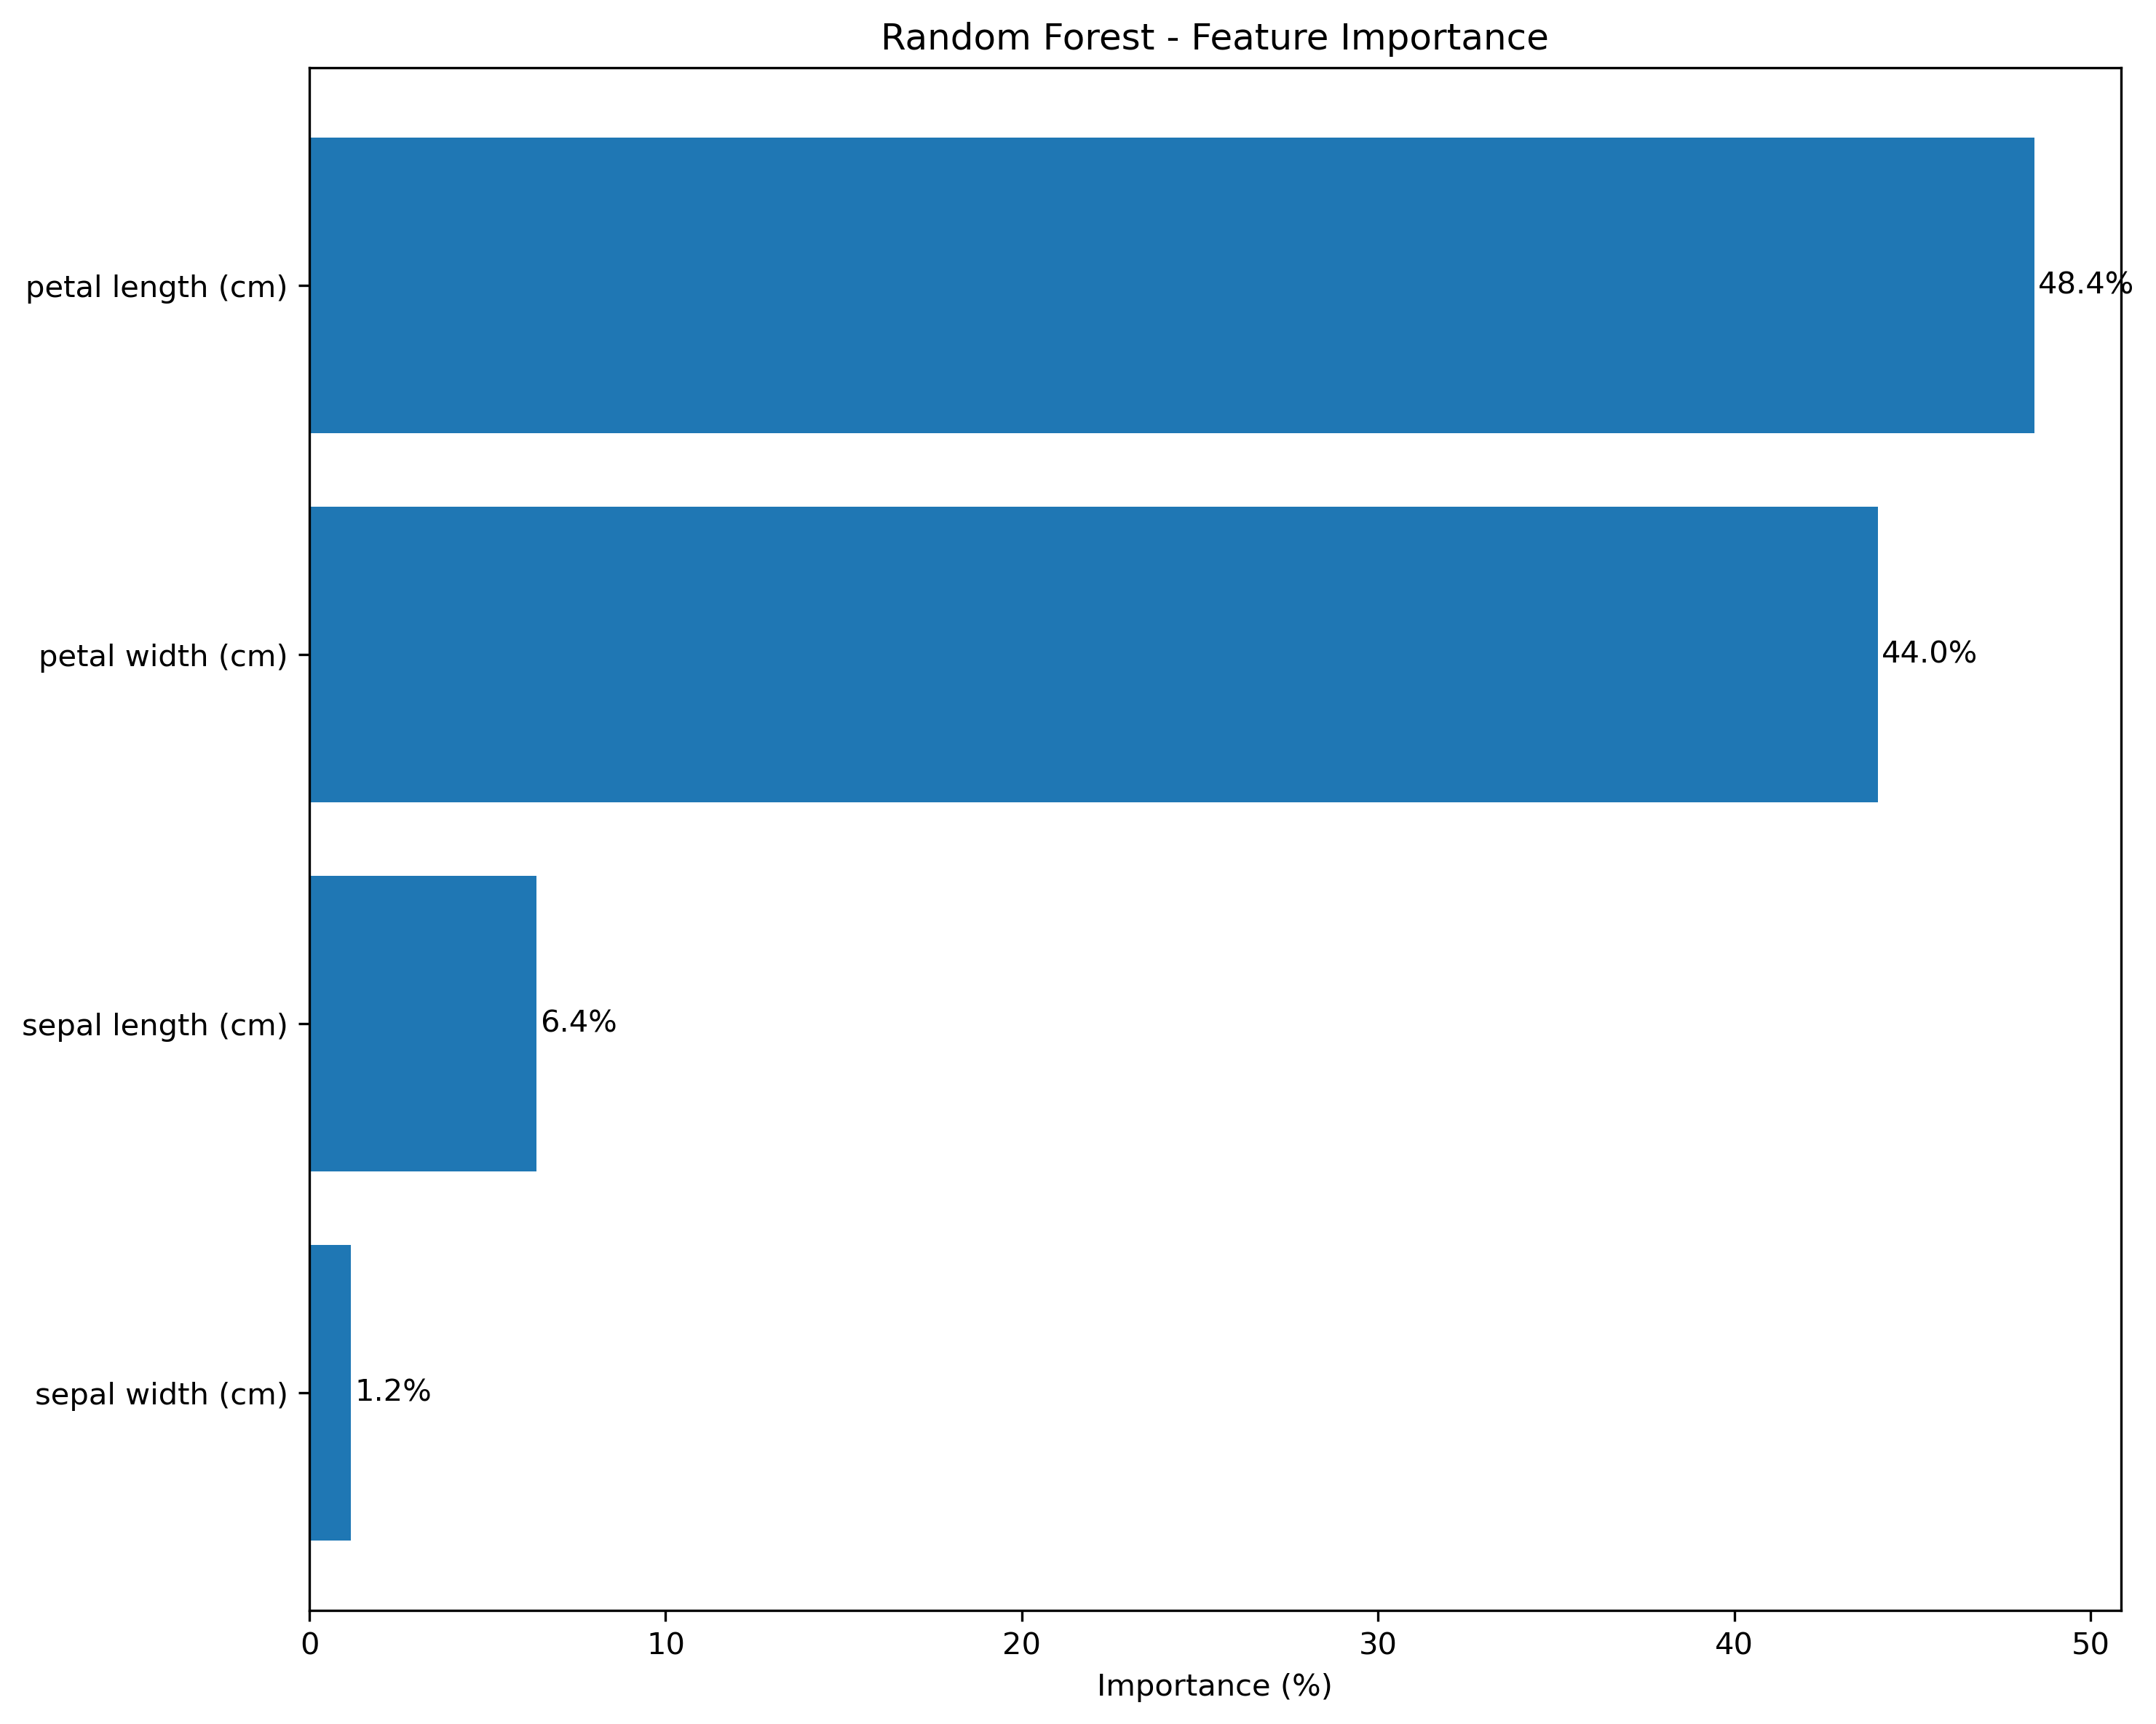 Random Forest - Feature Importance
petal length (cm)
48.4%
petal width (cm)
44.0%
sepal length (cm)
6.4%
sepal width (cm)
1.2%
0 10 20 30 40 50
Importance (%)